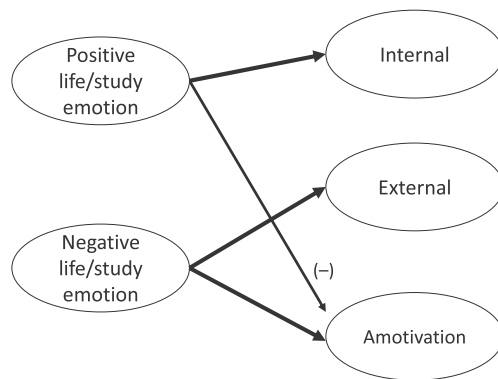 Positive
life/study
emotion
Internal
External
Negative
life/study
emotion
(–)
Amotivation